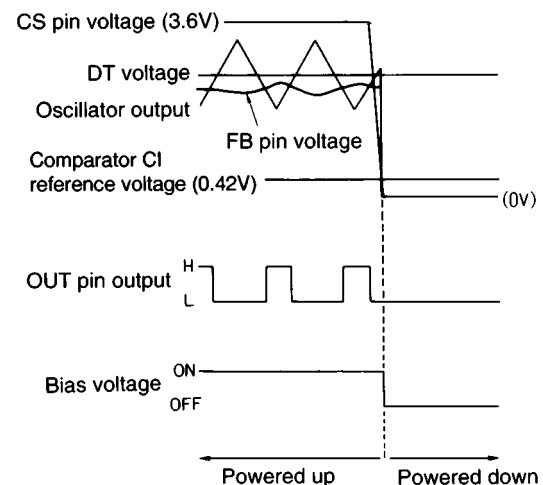 CS pin voltage (3.6V)
DT voltage
Oscillator output
FB pin voltage
Comparator CI
reference voltage (0.42V)
(0V)
H
OUT pin output
L
ON
Bias voltage
OFF
Powered up
Powered down